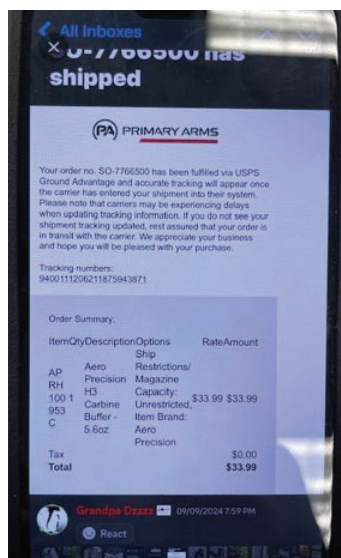 All Inboxes
SO-7766500 has
shipped
PA PRIMARY ARMS
Your order no. SO-7766500 has been fulfilled via USPS
Ground Advantage and accurate tracking will appear once
the carrier has entered your shipment into their system.
Please note that carriers may be experiencing delays
when updating tracking information. If you do not see your
shipment tracking updated, rest assured that your order is
in transit with the carrier. We appreciate your business
and hope you will be pleased with your purchase.
Tracking numbers:
9400111206211875943871
Order Summary:
ItemQtyDescriptionOptions RateAmount
Ship
Aero Restrictions/
AP Precision Magazine
RH H3 Capacity:
100 1 Carbine Unrestricted, $33.99 $33.99
953 Buffer - Item Brand:
C 5.6oz Aero
Precision
Tax $0.00
Total $33.99
Grandpa Dzzzz 09/09/2024 7:59 PM
React